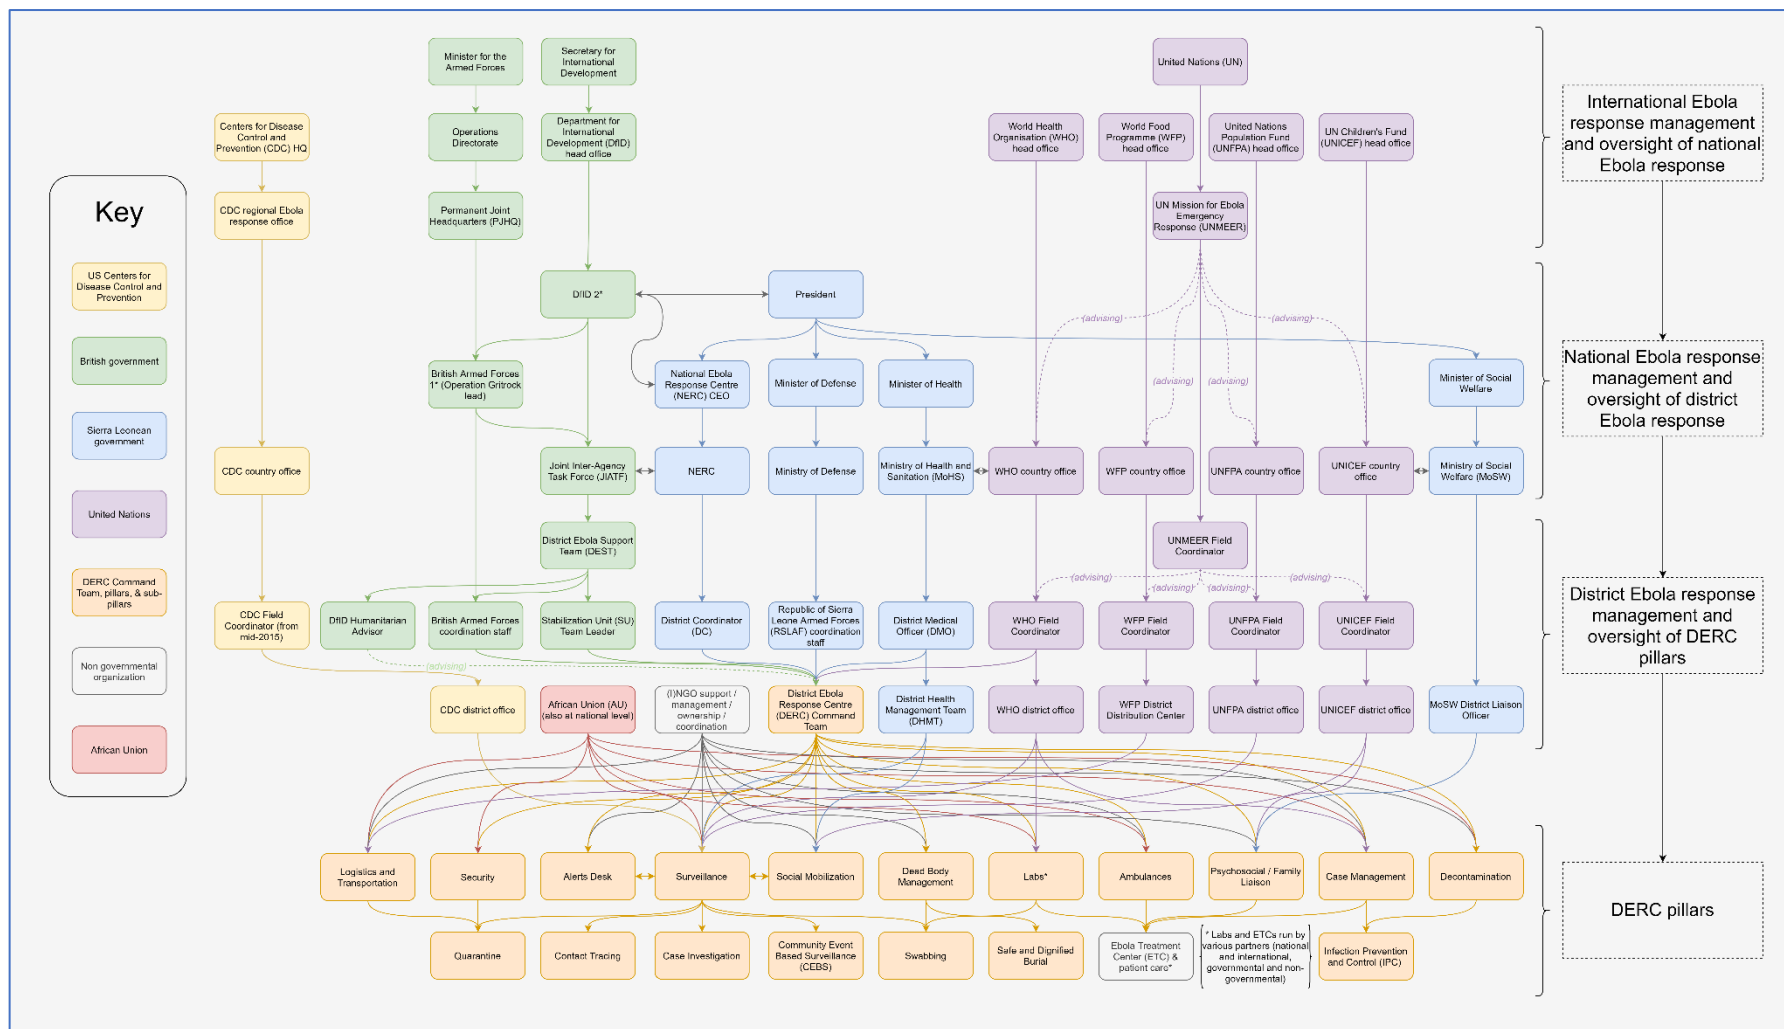 Minister for the
Armed Forces
Secretary for
International
Development
United Nations (UN)
Centers for Disease
Control and
Prevention (CDC) HQ
Operations
Directorate
Department for
International
Development (DfID)
head office
World Health
Organisation (WHO)
head office
World Food
Programme (WFP)
head office
United Nations
Population Fund
(UNFPA) head office
UN Children's Fund
(UNICEF) head office
International Ebola
response management
and oversight of national
Ebola response
Key
CDC regional Ebola
response office
Permanent Joint
Headquarters (PJHQ)
UN Mission for Ebola
Emergency
Response (UNMEER)
US Centers for
Disease Control and
Prevention
British government
Sierra Leonean
government
United Nations
DERC Command
Team, pillars, & sub-
pillars
Non governmental
organization
African Union
DfID 2*
President
(advising)
(advising)
(advising)
(advising)
British Armed Forces
1* (Operation Gritrock
lead)
National Ebola
Response Centre
(NERC) CEO
Minister of Defense
Minister of Health
Minister of Social
Welfare
National Ebola response
management and
oversight of district
Ebola response
CDC country office
Joint Inter-Agency
Task Force (JIATF)
NERC
Ministry of Defense
Ministry of Health and
Sanitation (MoHS)
WHO country office
WFP country office
UNFPA country office
UNICEF country
office
Ministry of Social
Welfare (MoSW)
District Ebola Support
Team (DEST)
UNMEER Field
Coordinator
(advising)
(advising)
(advising)
(advising)
CDC Field
Coordinator (from
mid-2015)
DfID Humanitarian
Advisor
British Armed Forces
coordination staff
Stabilization Unit (SU)
Team Leader
District Coordinator
(DC)
Republic of Sierra
Leone Armed Forces
(RSLAF) coordination
staff
District Medical
Officer (DMO)
WHO Field
Coordinator
WFP Field
Coordinator
UNFPA Field
Coordinator
UNICEF Field
Coordinator
District Ebola response
management and
oversight of DERC
pillars
(advising)
CDC district office
African Union (AU)
(also at national level)
(I)NGO support /
management /
ownership /
coordination
District Ebola
Response Centre
(DERC) Command
Team
District Health
Management Team
(DHMT)
WHO district office
WFP District
Distribution Center
UNFPA district office
UNICEF district office
MoSW District Liaison
Officer
Logistics and
Transportation
Security
Alerts Desk
Surveillance
Social Mobilization
Dead Body
Management
Labs*
Ambulances
Psychosocial / Family
Liaison
Case Management
Decontamination
DERC pillars
Quarantine
Contact Tracing
Case Investigation
Community Event
Based Surveillance
(CEBS)
Swabbing
Safe and Dignified
Burial
Ebola Treatment
Center (ETC) &
patient care*
* Labs and ETCs run by
various partners (national
and international,
governmental and non-
governmental)
Infection Prevention
and Control (IPC)